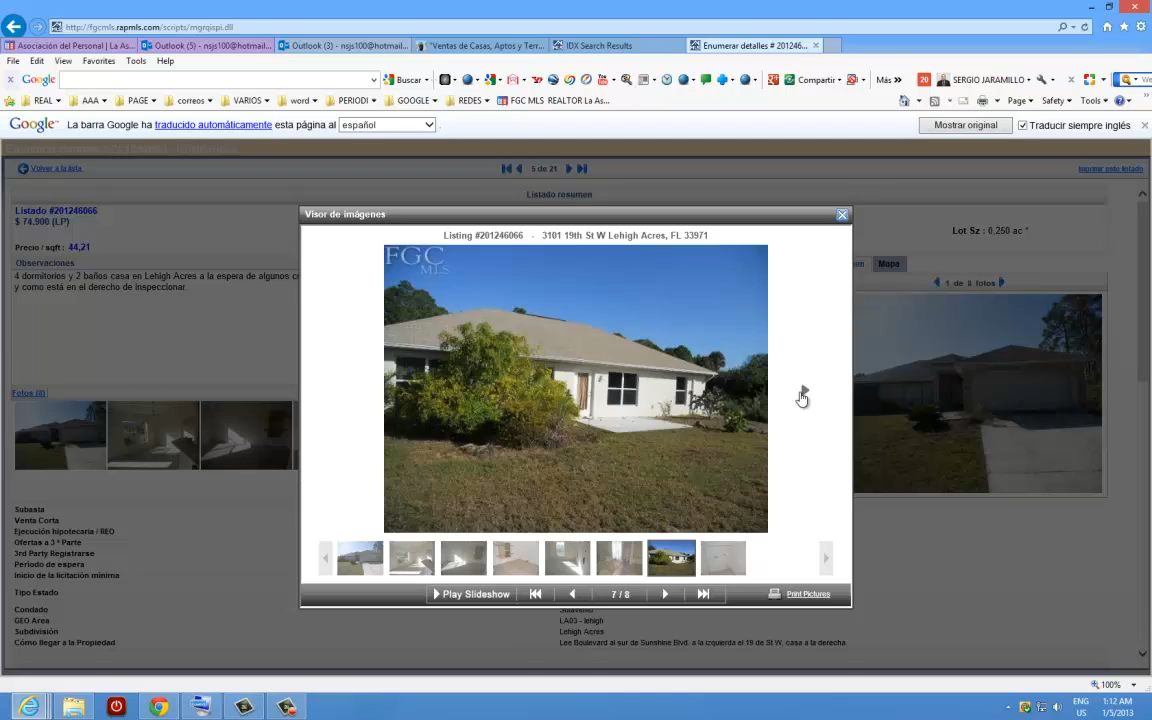 http://fgcmls.rapmls.com/scripts/mgrqispi.dll
Asociación del Personal | La As...
Outlook (5) - nsjs100@hotmail...
Outlook (3) - nsjs100@hotmail...
"Ventas de Casas, Aptos y Terr...
IDX Search Results
Enumerar detalles # 201246...
File Edit View Favorites Tools Help
Google Buscar Compartir Más » 20 SERGIO JARAMILLO
REAL AAA PAGE correos VARIOS word PERIODI GOOGLE REDES FGC MLS REALTOR La As...
Page Safety Tools
Google La barra Google ha traducido automáticamente esta página al español
Mostrar original Traducir siempre inglés
Volver a la lista
5 de 21
Imprimir este listado
Listado resumen
Listado #201246066
$ 74.900 (LP)
Precio / sqft : 44,21
Lot Sz : 0,250 ac *
Observaciones
4 dormitorios y 2 baños casa en Lehigh Acres a la espera de algunos
y como está en el derecho de inspeccionar.
Mapa
1 de 8 fotos
Fotos (8)
Visor de imágenes
Listing #201246066 - 3101 19th St W Lehigh Acres, FL 33971
FGC
MLS
Play Slideshow
7 / 8
Print Pictures
Subasta
Venta Corta
Ejecución hipotecaria / REO
Ofertas a 3 ª Parte
3rd Party Registrarse
Período de espera
Inicio de la licitación mínima
Tipo Estado
Condado
GEO Area LA03 - lehigh
Subdivisión Lehigh Acres
Cómo llegar a la Propiedad Lee Boulevard al sur de Sunshine Blvd. a la izquierda el 19 de St W, casa a la derecha.
100%
ENG
US
1:12 AM
1/5/2013